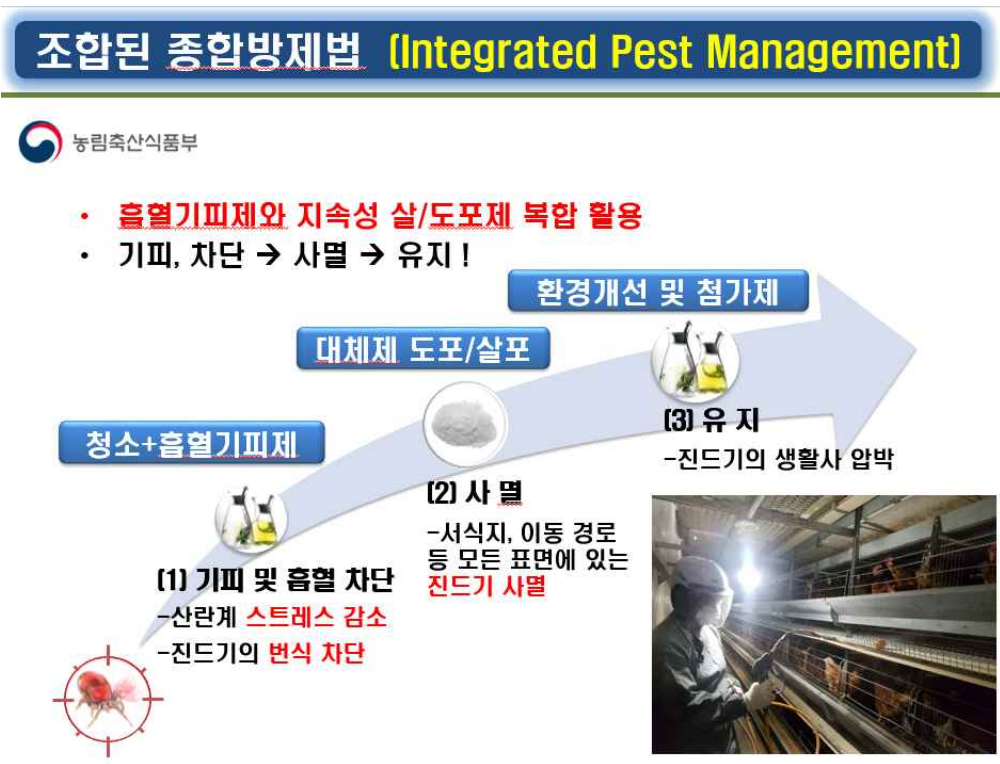 조합된 종합방제법 (Integrated Pest Management)
농림축산식품부
• 흡혈기피제와 지속성 살/도포제 복합 활용
• 기피, 차단 → 사멸 → 유지 !
환경개선 및 첨가제
대체제 도포/살포
청소+흡혈기피제
(3) 유 지
-진드기의 생활사 압박
(2) 사 멸
-서식지, 이동 경로
등 모든 표면에 있는
진드기 사멸
(1) 기피 및 흡혈 차단
-산란계 스트레스 감소
-진드기의 번식 차단